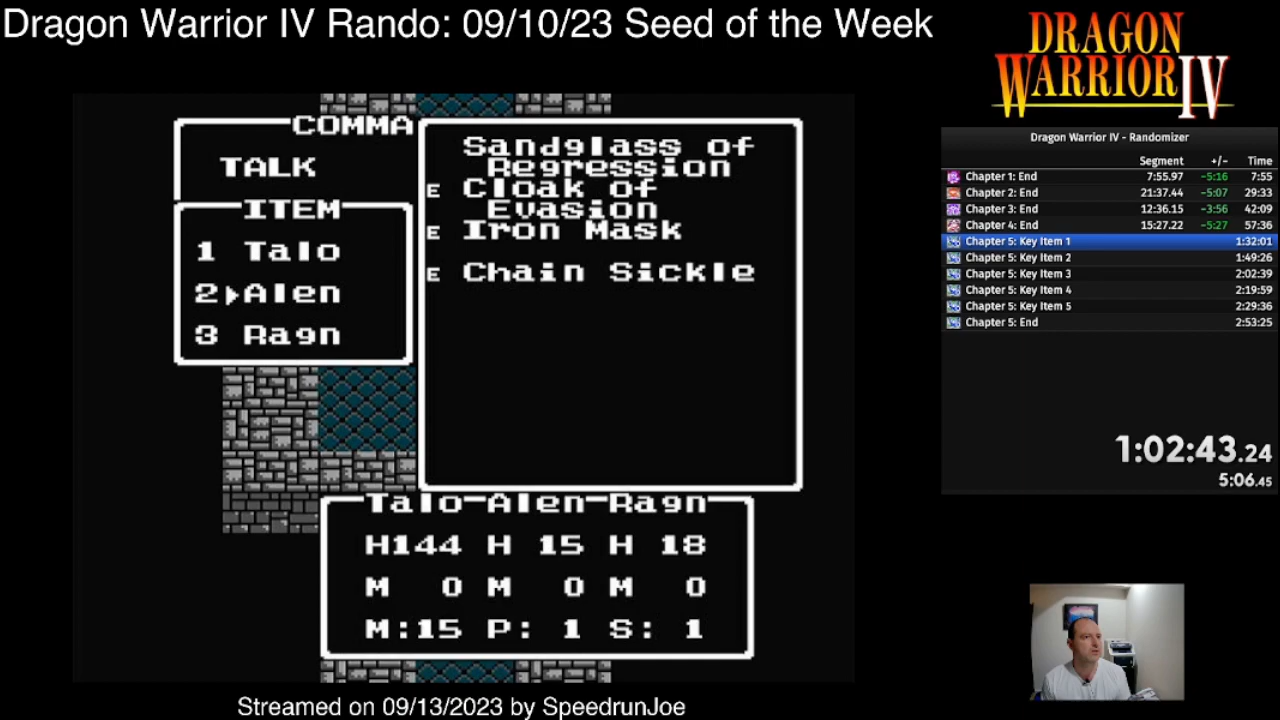 Dragon Warrior IV Rando: 09/10/23 Seed of the Week
DRAGON
WARRIOR IV
COMMA
TALK
ITEM
1 Talo
2 Alen
3 Ragn
Sandglass of
Regression
E Cloak of
Evasion
E Iron Mask
E Chain Sickle
Talo Alen Ragn
H144 H 15 H 18
M 0 M 0 M 0
M:15 P: 1 S: 1
Dragon Warrior IV - Randomizer
Segment +/- Time
Chapter 1: End 7:55.97 -5:16 7:55
Chapter 2: End 21:37.44 -5:07 29:33
Chapter 3: End 12:36.15 -3:56 42:09
Chapter 4: End 15:27.22 -5:27 57:36
Chapter 5: Key Item 1 1:32:01
Chapter 5: Key Item 2 1:49:26
Chapter 5: Key Item 3 2:02:39
Chapter 5: Key Item 4 2:19:59
Chapter 5: Key Item 5 2:29:36
Chapter 5: End 2:53:25
1:02:43.24
5:06.45
Streamed on 09/13/2023 by SpeedrunJoe